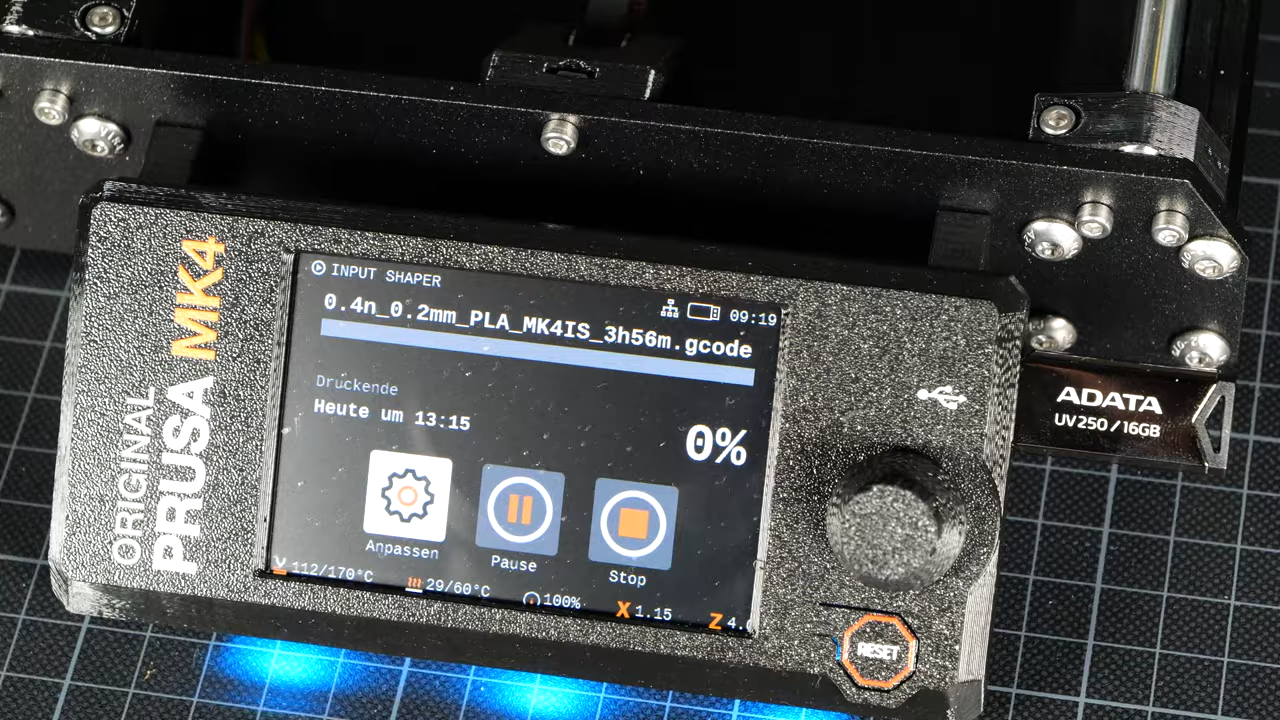 ORIGINAL
PRUSA MK4
INPUT SHAPER
09:19
0.4n_0.2mm_PLA_MK4IS_3h56m.gcode
Druckende
Heute um 13:15
0%
Anpassen
Pause
Stop
112/170°C
29/60°C
100%
X 1.15
Z 4.
ADATA
UV250/16GB
RESET